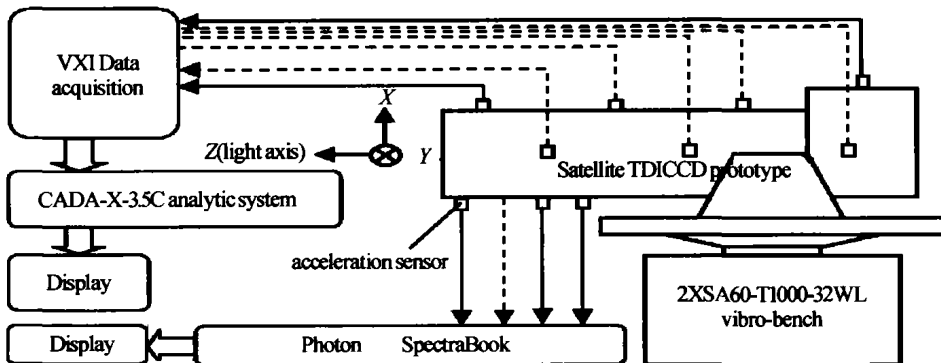 VXI Data
acquisition
X
Z(light axis)
Y
Satellite TDICCD prototype
CADA-X-3.5C analytic system
acceleration sensor
Display
2XSA60-T1000-32WL
vibro-bench
Display
Photon SpectraBook